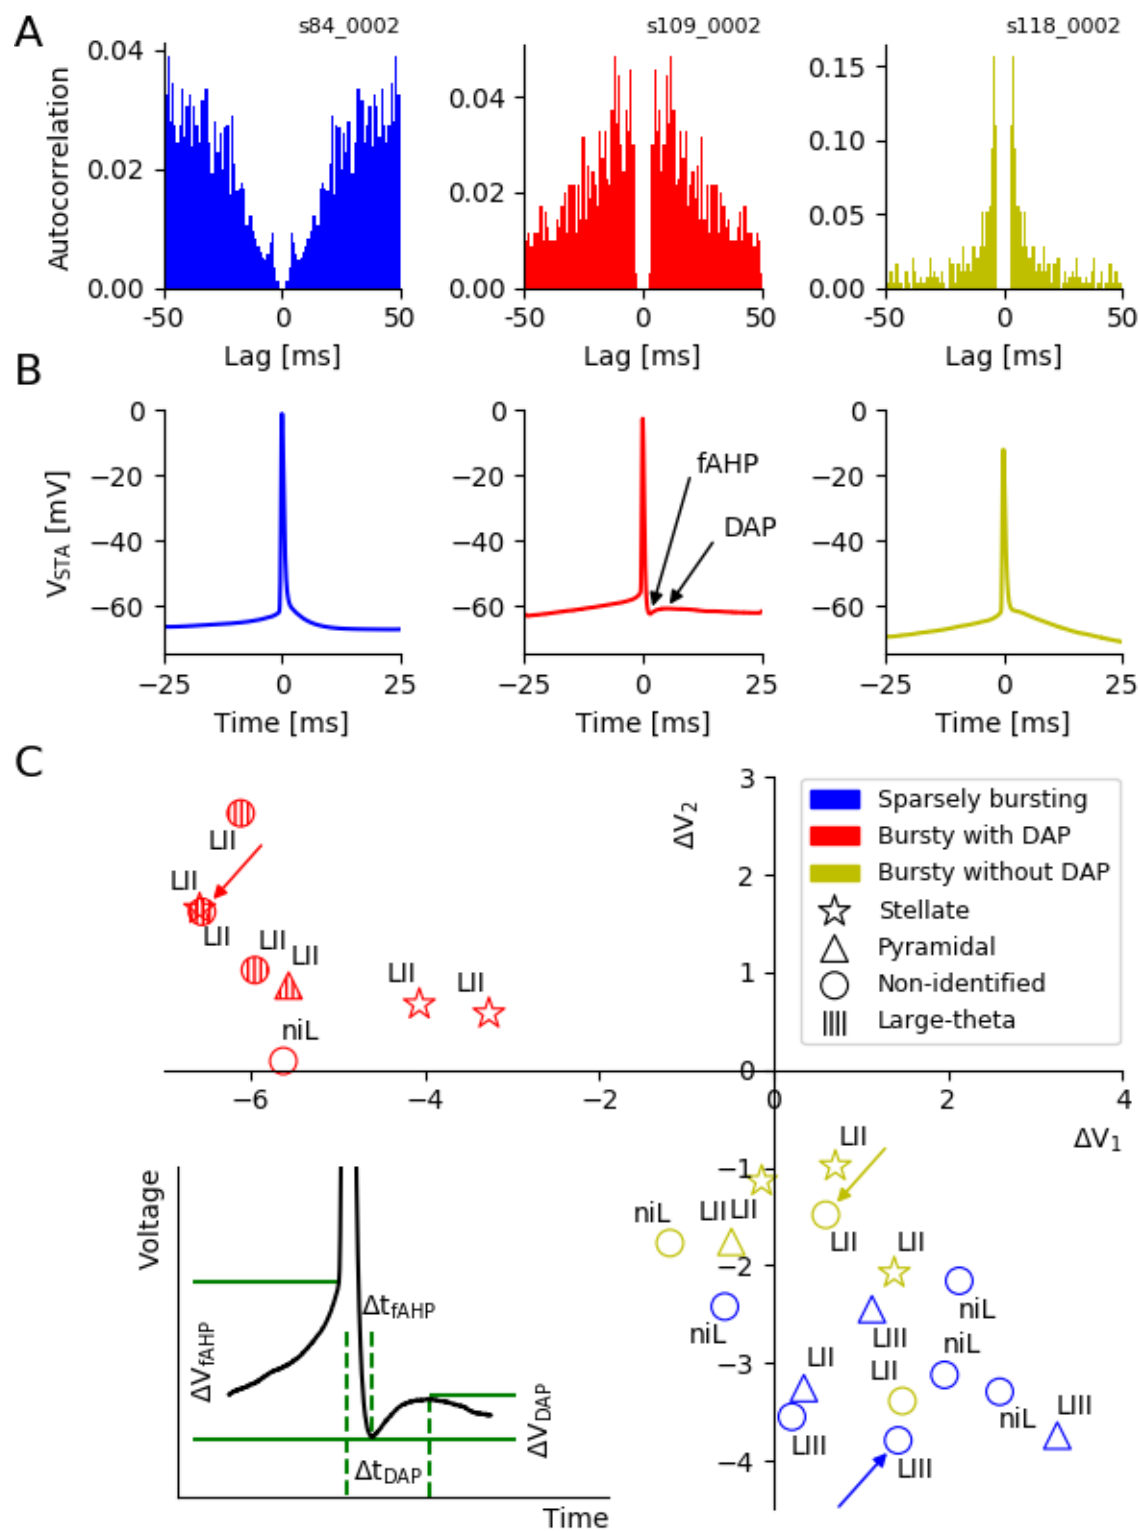 A
s84_0002
s109_0002
s118_0002
Autocorrelation
0.04
0.02
0.00
0.04
0.02
0.00
0.15
0.10
0.05
0.00
-50 0 50
-50 0 50
-50 0 50
Lag [ms]
Lag [ms]
Lag [ms]
B
V_STA [mV]
0
−20
−40
−60
0
−20
−40
−60
0
−20
−40
−60
fAHP
DAP
−25 0 25
−25 0 25
−25 0 25
Time [ms]
Time [ms]
Time [ms]
C
ΔV₂
3
2
1
0
−1
−2
−3
−4
Sparsely bursting
Bursty with DAP
Bursty without DAP
Stellate
Pyramidal
Non-identified
Large-theta
LII
LII
LII
LII
LII
LII
LII
niL
−6 −4 −2 0 2 4
ΔV₁
LII
niL
LII
LII
LII
LII
niL
niL
LIII
niL
LII
LII
niL
LIII
LIII
LIII
Voltage
ΔV_fAHP
Δt_fAHP
Δt_DAP
ΔV_DAP
Time